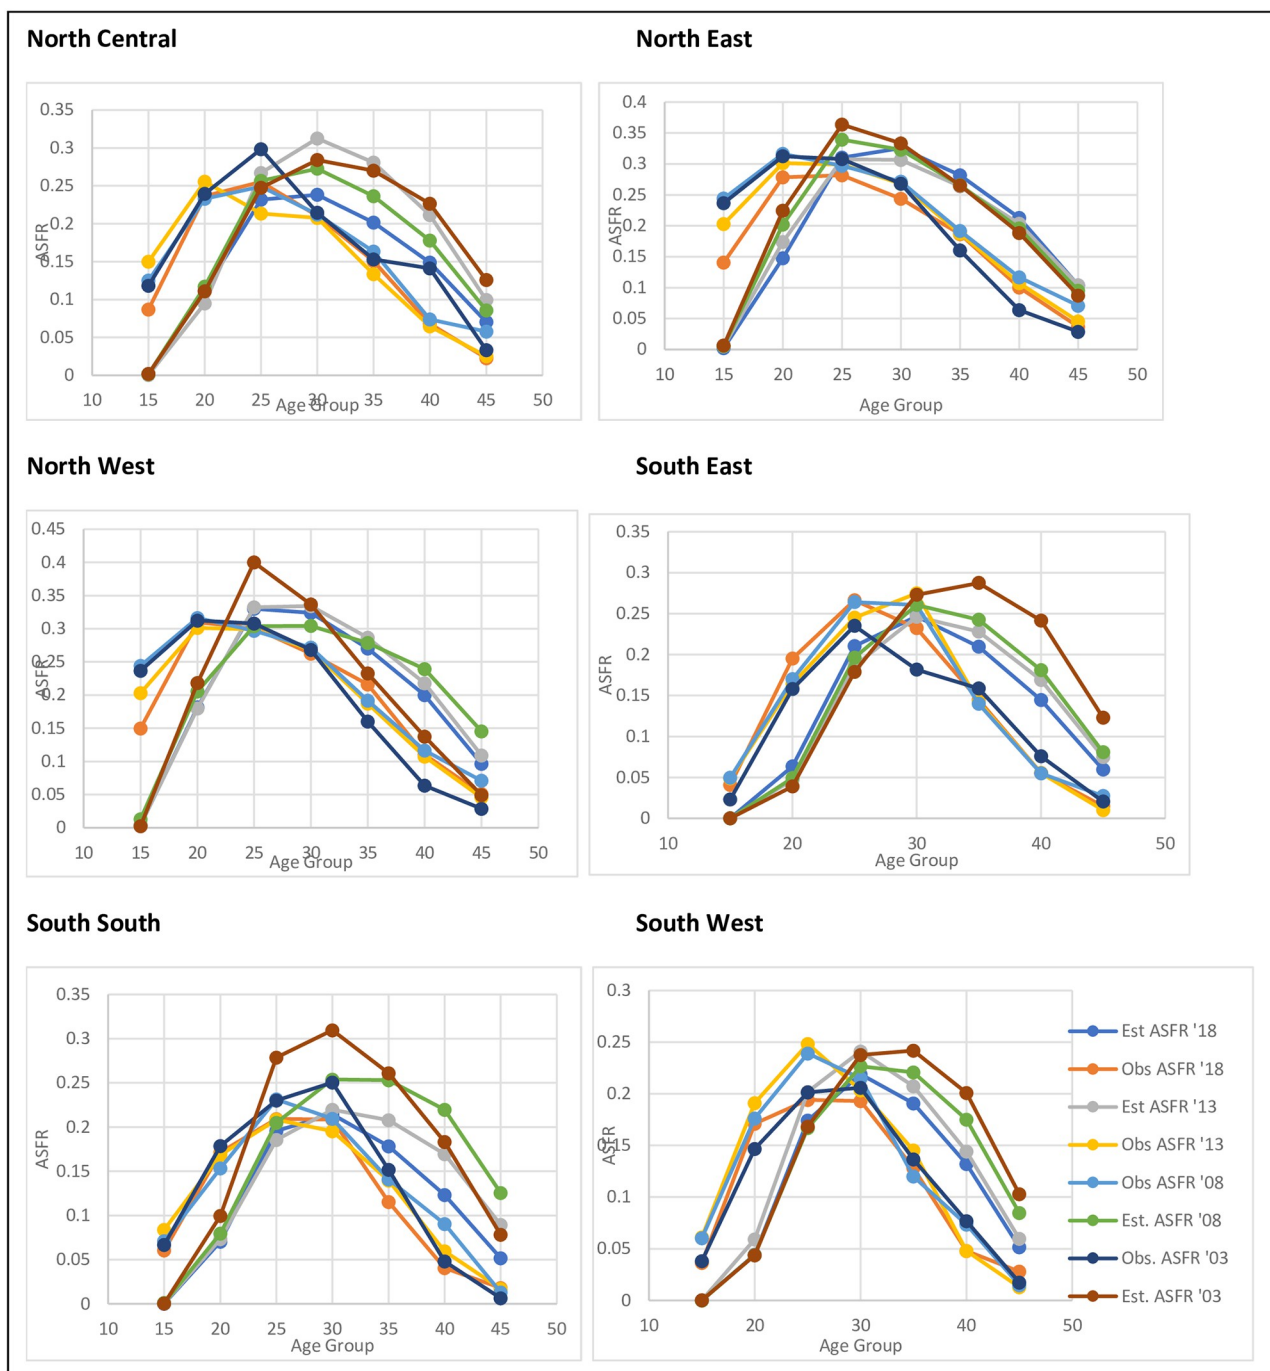 North Central
North East
0.35
0.3
0.25
0.2
0.15
0.1
0.05
0
ASFR
10 15 20 25 30 35 40 45 50
Age Group
0.4
0.35
0.3
0.25
0.2
0.15
0.1
0.05
0
ASFR
10 15 20 25 30 35 40 45 50
Age Group
North West
South East
0.45
0.4
0.35
0.3
0.25
0.2
0.15
0.1
0.05
0
ASFR
10 15 20 25 30 35 40 45 50
Age Group
0.35
0.3
0.25
0.2
0.15
0.1
0.05
0
ASFR
10 20 30 40 50
Age Group
South South
South West
0.35
0.3
0.25
0.2
0.15
0.1
0.05
0
ASFR
10 15 20 25 30 35 40 45 50
Age Group
0.3
0.25
0.2
0.15
0.1
0.05
0
ASFR
10 20 30 40 50
Age Group
Est ASFR '18
Obs ASFR '18
Est ASFR '13
Obs ASFR '13
Obs ASFR '08
Est. ASFR '08
Obs. ASFR '03
Est. ASFR '03